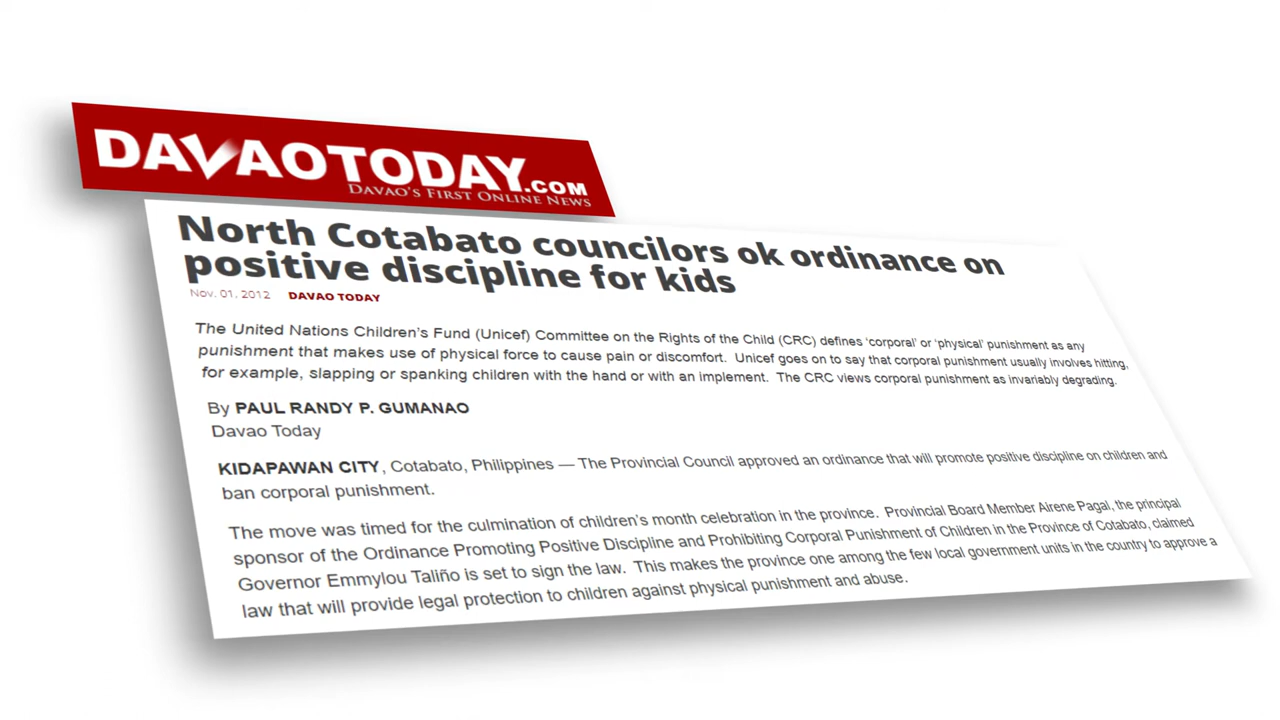 DAVAOTODAY.COM
DAVAO'S FIRST ONLINE NEWS
North Cotabato councilors ok ordinance on
positive discipline for kids
Nov. 01, 2012 DAVAO TODAY
The United Nations Children's Fund (Unicef) Committee on the Rights of the Child (CRC) defines 'corporal' or 'physical' punishment as any
punishment that makes use of physical force to cause pain or discomfort. Unicef goes on to say that corporal punishment usually involves hitting,
for example, slapping or spanking children with the hand or with an implement. The CRC views corporal punishment as invariably degrading.
By PAUL RANDY P. GUMANAO
Davao Today
KIDAPAWAN CITY, Cotabato, Philippines — The Provincial Council approved an ordinance that will promote positive discipline on children and
ban corporal punishment.
The move was timed for the culmination of children's month celebration in the province. Provincial Board Member Airene Pagal, the principal
sponsor of the Ordinance Promoting Positive Discipline and Prohibiting Corporal Punishment of Children in the Province of Cotabato, claimed
Governor Emmylou Taliño is set to sign the law. This makes the province one among the few local government units in the country to approve a
law that will provide legal protection to children against physical punishment and abuse.